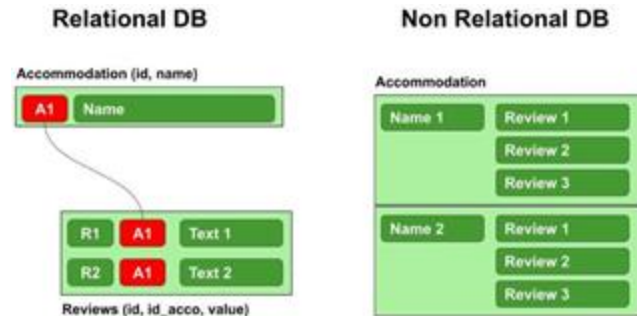 Relational DB
Accommodation (id, name)
A1 Name
R1 A1 Text 1
R2 A1 Text 2
Reviews (id, id_acco, value)
Non Relational DB
Accommodation
Name 1 Review 1
Review 2
Review 3
Name 2 Review 1
Review 2
Review 3